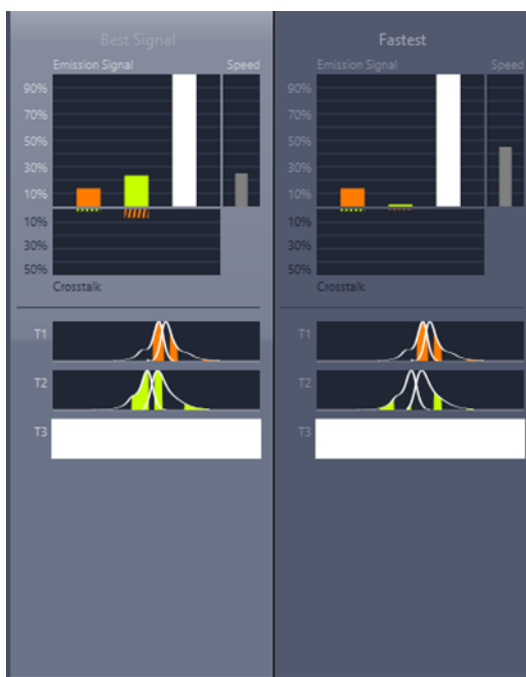 Best Signal
Emission Signal Speed
90%
70%
50%
30%
10%
10%
30%
50%
Crosstalk
T1
T2
T3
Fastest
Emission Signal Speed
90%
70%
50%
30%
10%
10%
30%
50%
Crosstalk
T1
T2
T3